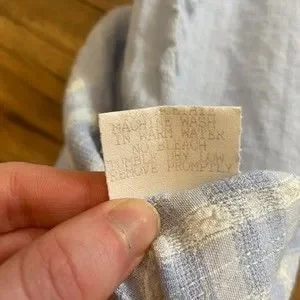 MACHINE WASH
IN WARM WATER
NO BLEACH
TUMBLE DRY LOW
REMOVE PROMPTLY